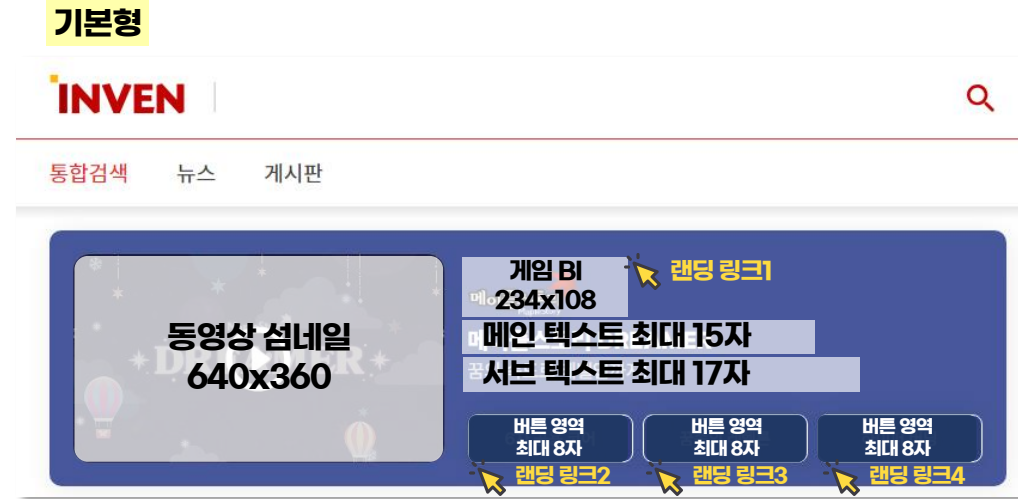 기본형
INVEN
통합검색 뉴스 게시판
게임 BI
234x108
랜딩 링크1
동영상 섬네일
640x360
메인 텍스트 최대 15자
서브 텍스트 최대 17자
버튼 영역
최대 8자
버튼 영역
최대 8자
버튼 영역
최대 8자
랜딩 링크2
랜딩 링크3
랜딩 링크4